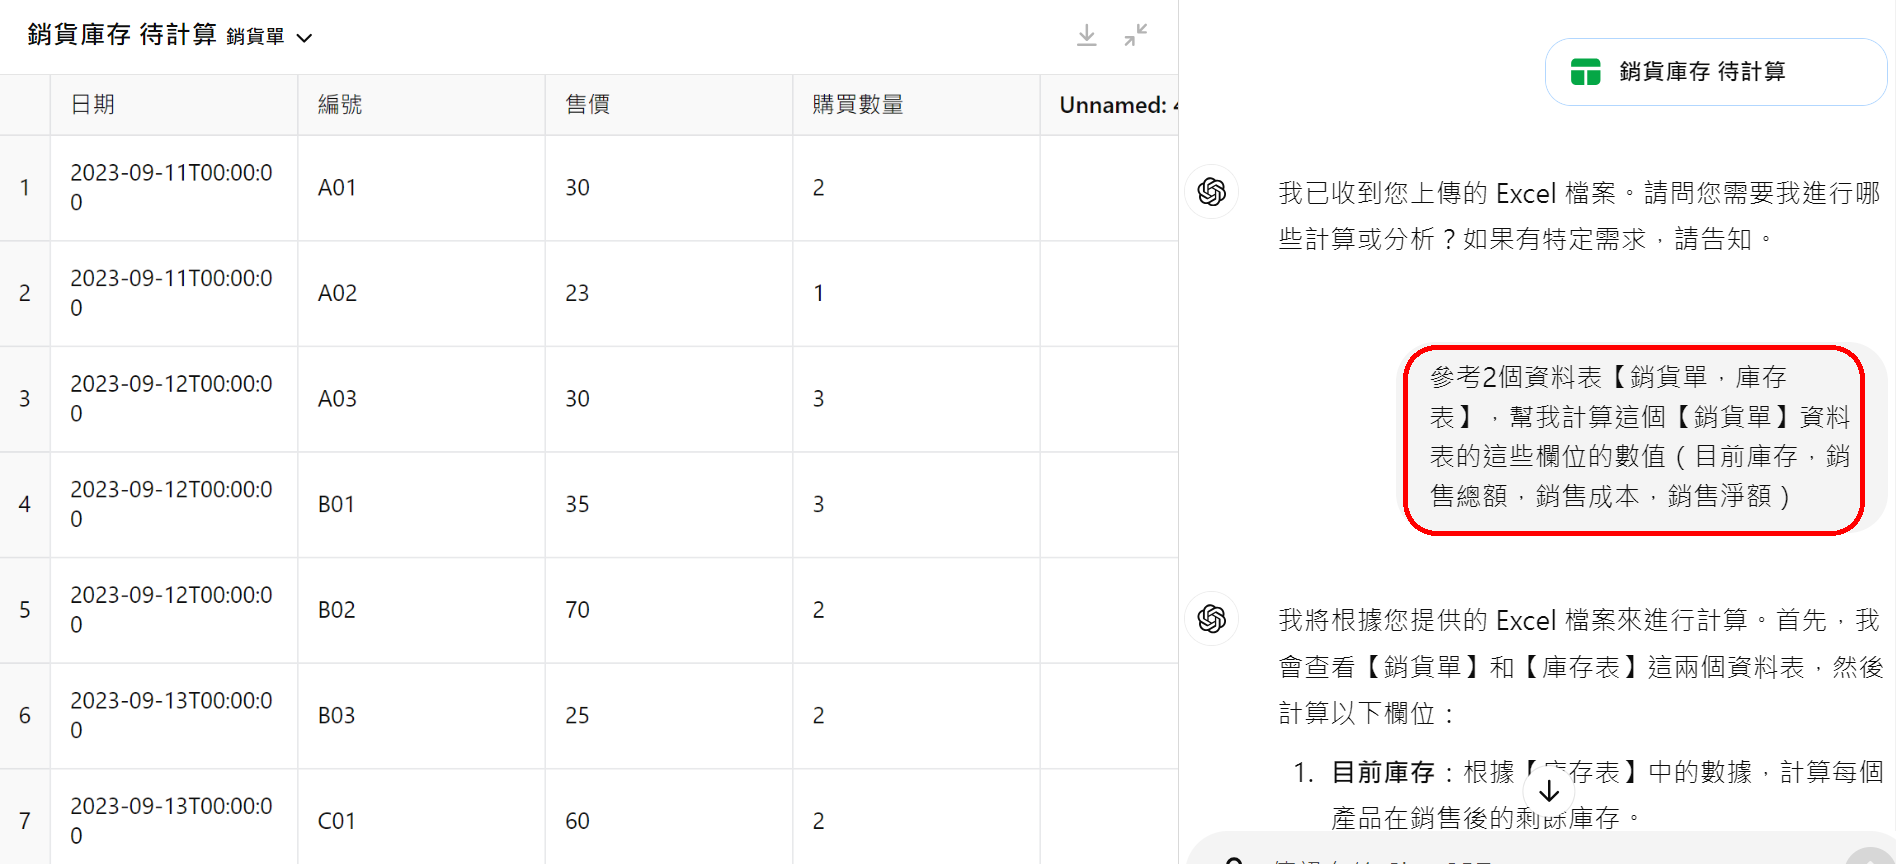 銷貨庫存 待計算 銷貨單
日期 編號 售價 購買數量 Unnamed:
1 2023-09-11T00:00:00 A01 30 2
2 2023-09-11T00:00:00 A02 23 1
3 2023-09-12T00:00:00 A03 30 3
4 2023-09-12T00:00:00 B01 35 3
5 2023-09-12T00:00:00 B02 70 2
6 2023-09-13T00:00:00 B03 25 2
7 2023-09-13T00:00:00 C01 60 2
銷貨庫存 待計算
我已收到您上傳的 Excel 檔案。請問您需要我進行哪
些計算或分析？如果有特定需求，請告知。
參考2個資料表【銷貨單，庫存
表】，幫我計算這個【銷貨單】資料
表的這些欄位的數值（目前庫存，銷
售總額，銷售成本，銷售淨額）
我將根據您提供的 Excel 檔案來進行計算。首先，我
會查看【銷貨單】和【庫存表】這兩個資料表，然後
計算以下欄位：
1. 目前庫存：根據【庫存表】中的數據，計算每個
產品在銷售後的剩餘庫存。